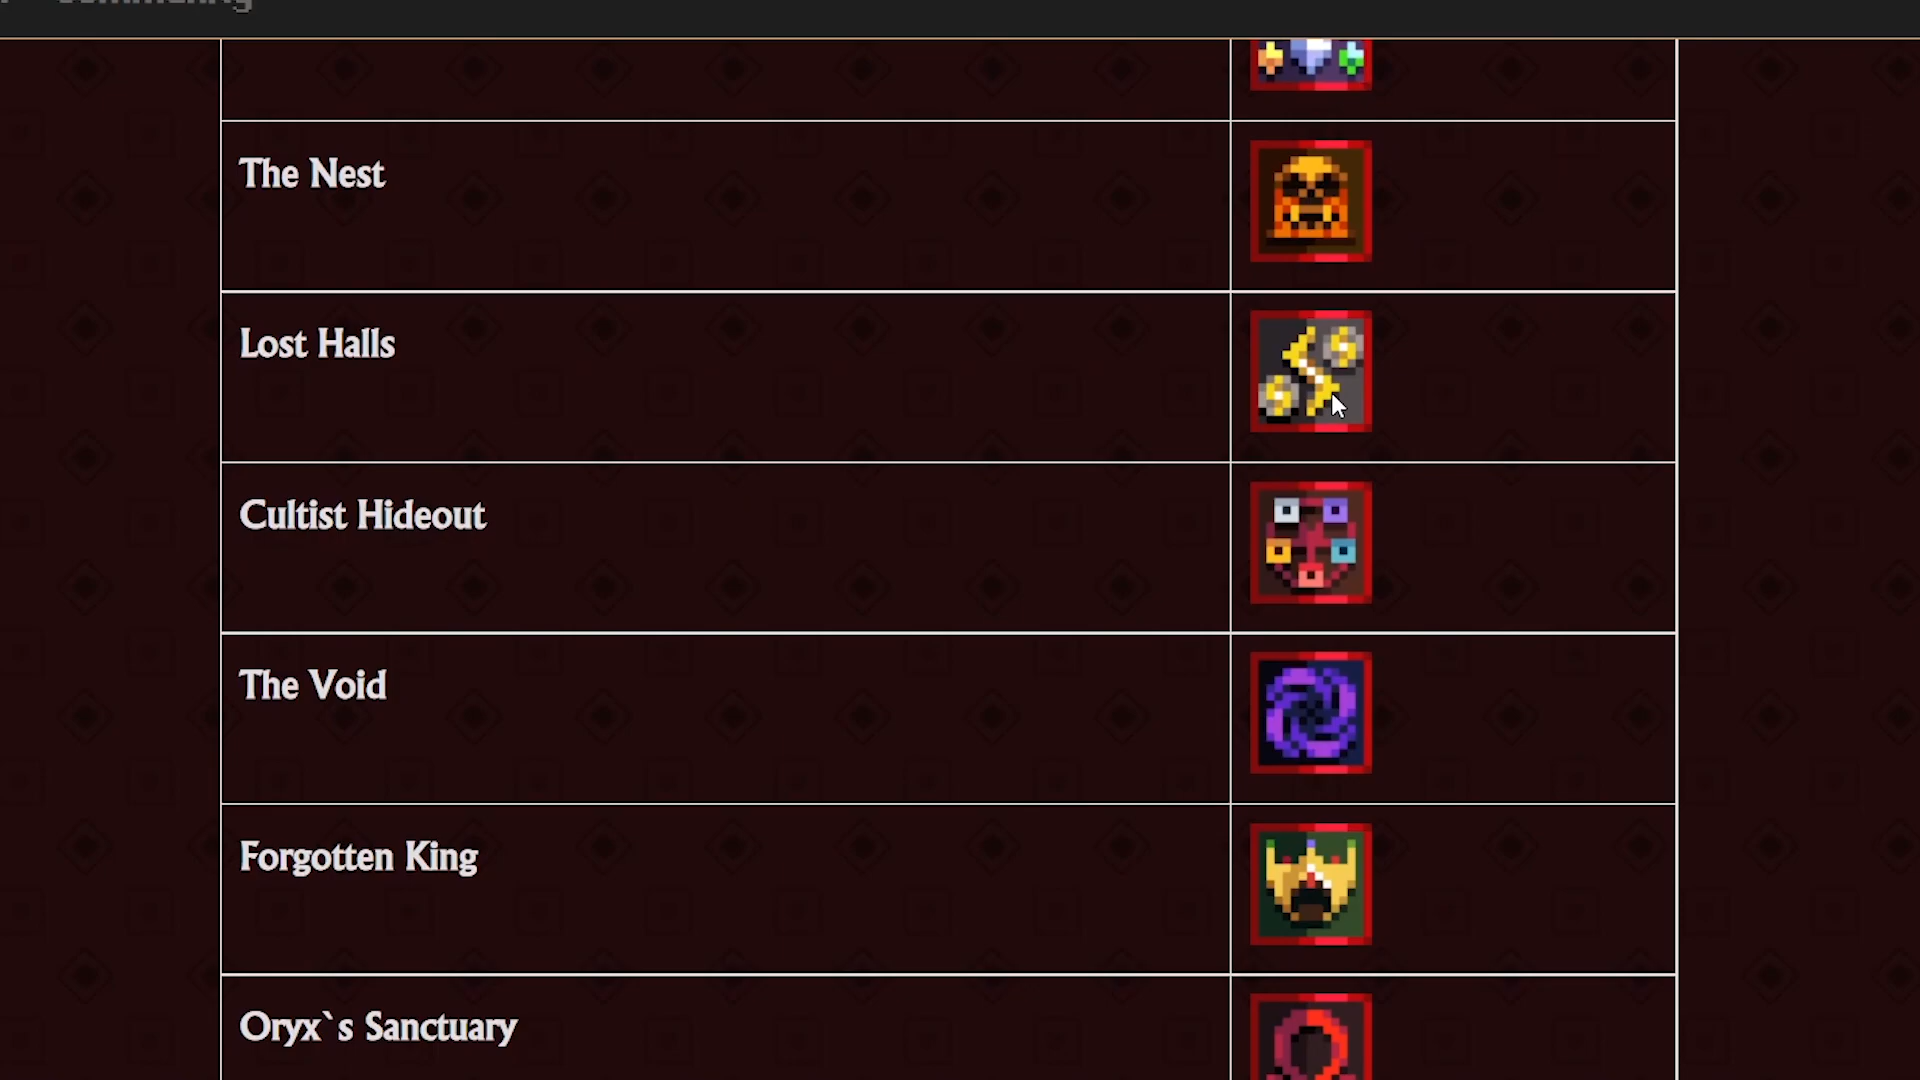 The Nest
Lost Halls
Cultist Hideout
The Void
Forgotten King
Oryx`s Sanctuary